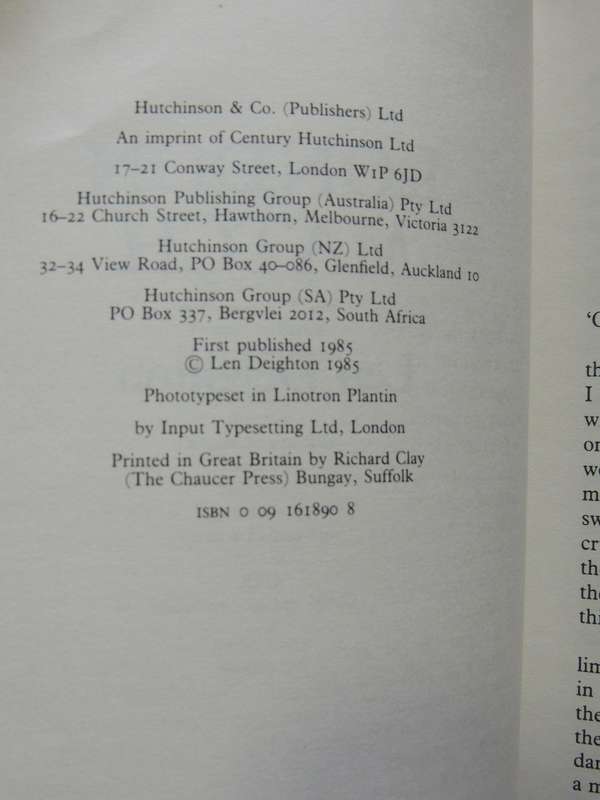 Hutchinson & Co. (Publishers) Ltd
An imprint of Century Hutchinson Ltd
17–21 Conway Street, London W1P 6JD
Hutchinson Publishing Group (Australia) Pty Ltd
16–22 Church Street, Hawthorn, Melbourne, Victoria 3122
Hutchinson Group (NZ) Ltd
32–34 View Road, PO Box 40–086, Glenfield, Auckland 10
Hutchinson Group (SA) Pty Ltd
PO Box 337, Bergvlei 2012, South Africa
First published 1985
© Len Deighton 1985
Phototypeset in Linotron Plantin
by Input Typesetting Ltd, London
Printed in Great Britain by Richard Clay
(The Chaucer Press) Bungay, Suffolk
ISBN 0 09 161890 8
I
in
a